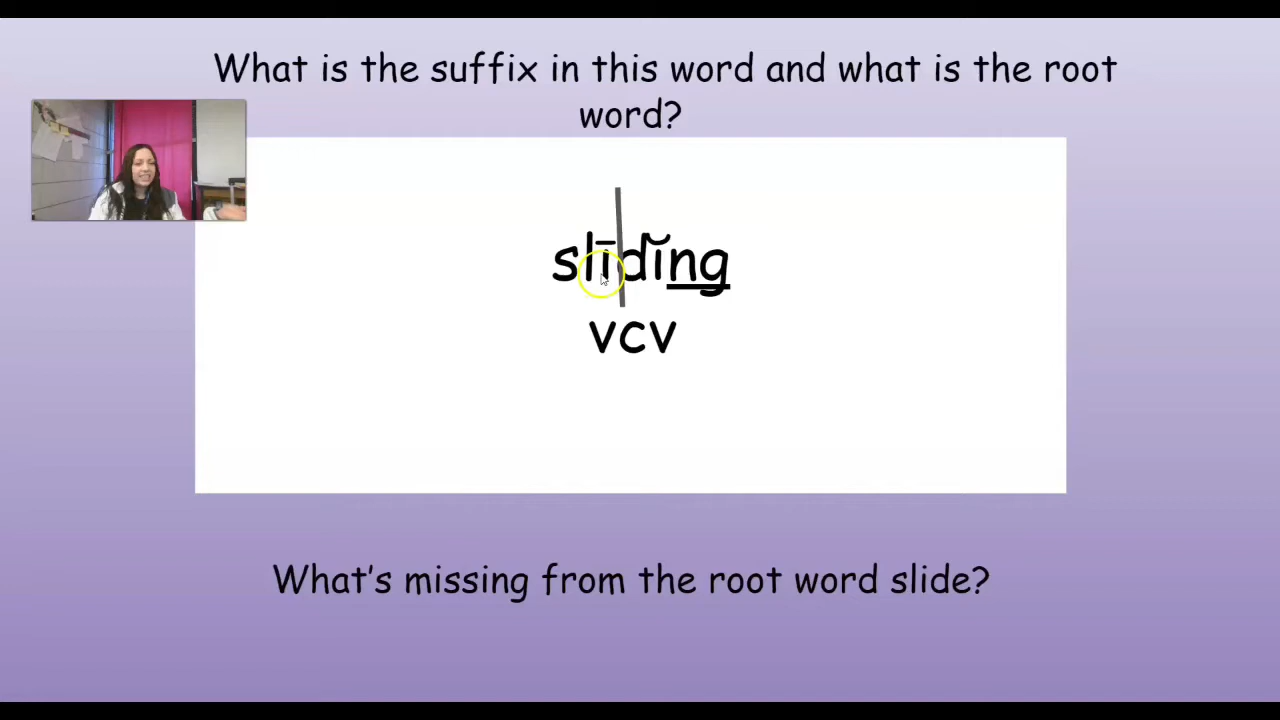 What is the suffix in this word and what is the root
word?
slīdĭng
vcv
What's missing from the root word slide?